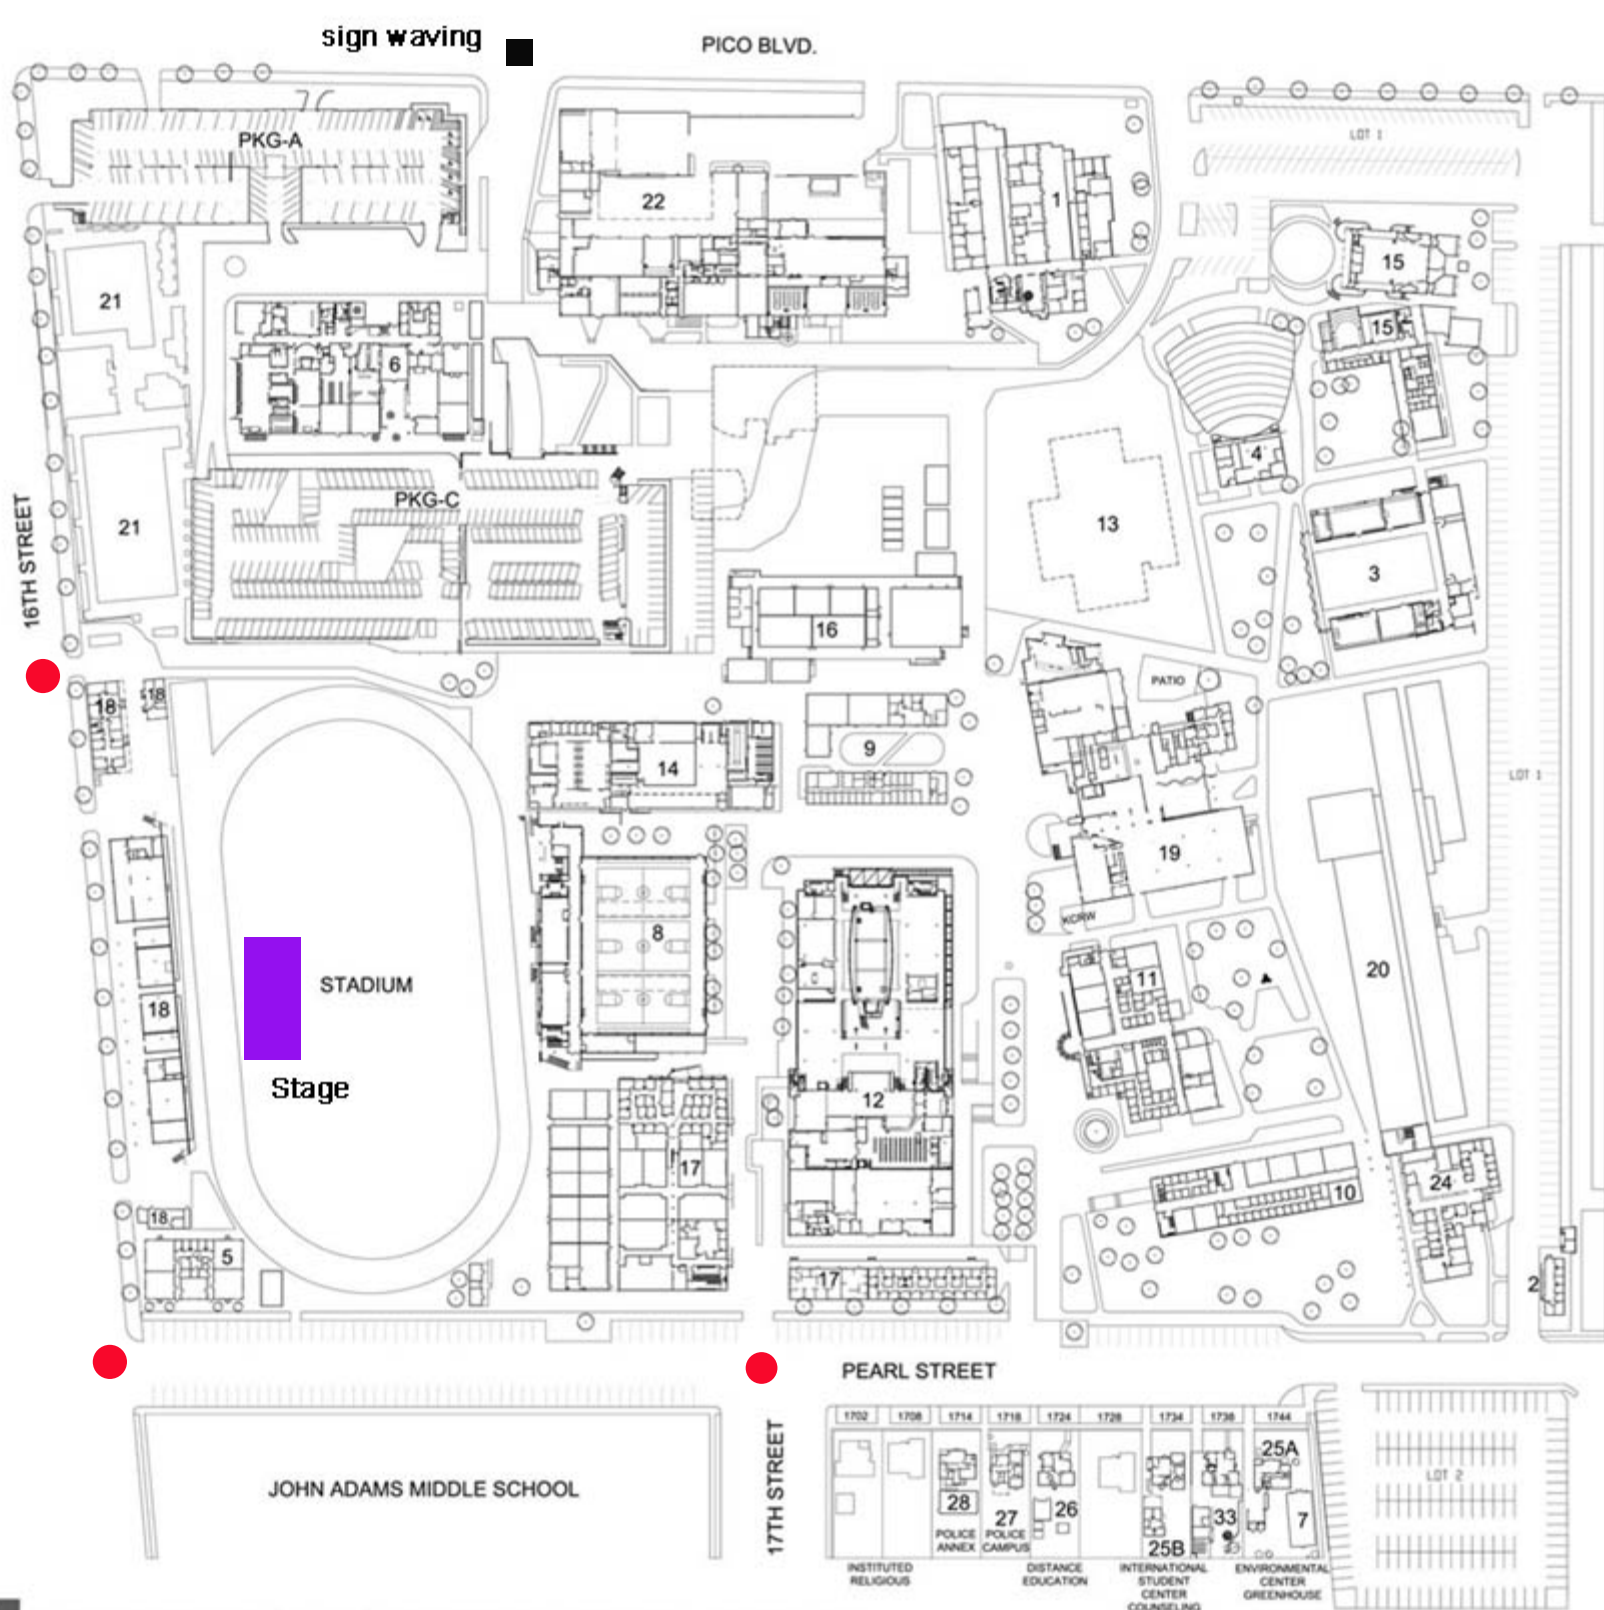 sign waving
PICO BLVD.
PKG-A
LOT 1
22
1
15
21
15
6
4
PKG-C
16TH STREET
21
13
3
16
PATIO
18
18
14
9
LOT 1
19
KCRW
8
STADIUM
11
20
18
Stage
12
17
24
10
18
5
17
2
PEARL STREET
1702
1708
1714
1718
1724
1728
1734
1738
1744
17TH STREET
25A
LOT 2
JOHN ADAMS MIDDLE SCHOOL
28
27
26
33
7
25B
POLICE
ANNEX
POLICE
CAMPUS
INSTITUTED
RELIGIOUS
DISTANCE
EDUCATION
INTERNATIONAL
STUDENT
CENTER
COUNSELING
ENVIRONMENTAL
CENTER
GREENHOUSE